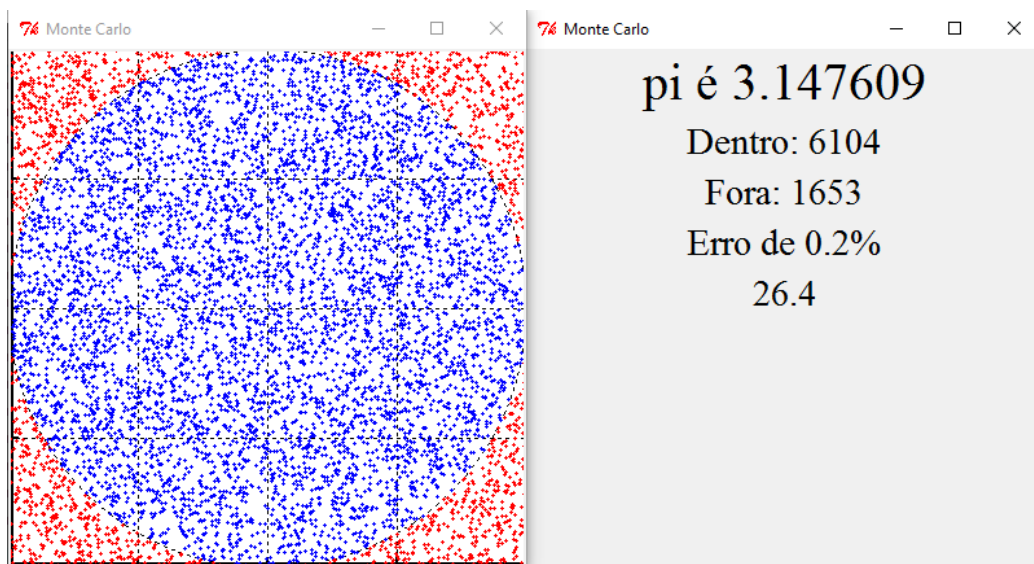 Monte Carlo
Monte Carlo
pi é 3.147609
Dentro: 6104
Fora: 1653
Erro de 0.2%
26.4